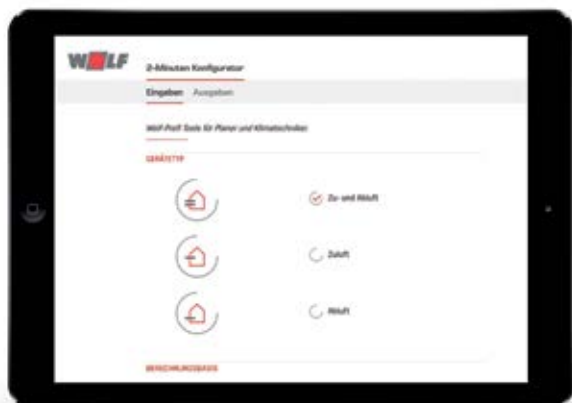 WOLF
2-Minuten Konfigurator
Eingaben Ausgaben
Wolf-Profi Tools für Planer und Klimatechniker
GERÄTETYP
Zu- und Abluft
Zuluft
Abluft
BERECHNUNGSBASIS